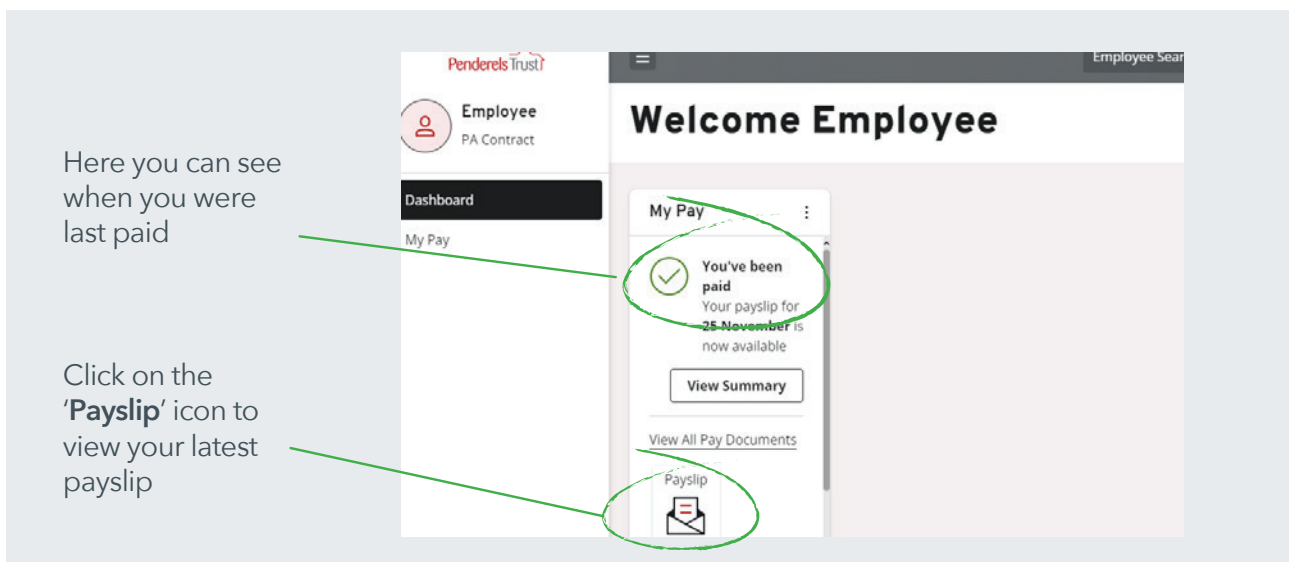 Here you can see
when you were
last paid
Click on the
‘Payslip’ icon to
view your latest
payslip
Penderels Trust
Employee
PA Contract
Dashboard
My Pay
Employee Sear
Welcome Employee
My Pay
You've been
paid
Your payslip for
25 November is
now available
View Summary
View All Pay Documents
Payslip